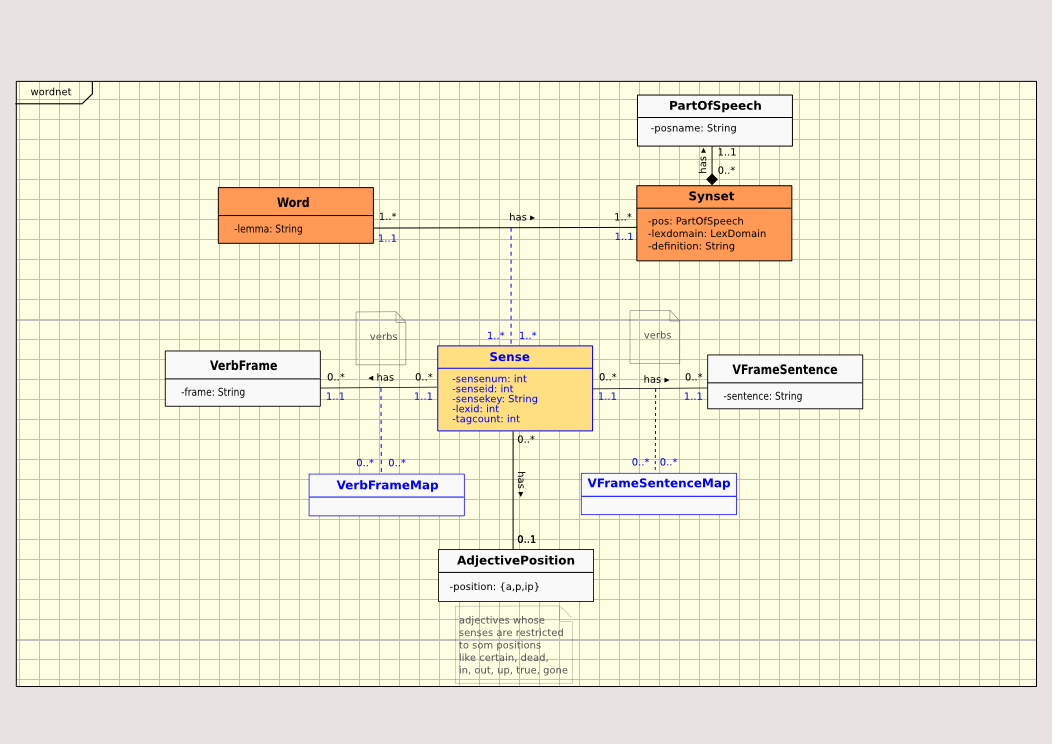 wordnet
PartOfSpeech
-posname: String
has ▸
1..1
0..*
Word
-lemma: String
Synset
-pos: PartOfSpeech
-lexdomain: LexDomain
-definition: String
1..*
has ▸
1..*
1..1
1..1
verbs
verbs
1..*
1..*
Sense
-sensenum: int
-senseid: int
-sensekey: String
-lexid: int
-tagcount: int
VerbFrame
-frame: String
0..*
◂ has
0..*
1..1
1..1
VFrameSentence
-sentence: String
0..*
has ▸
0..*
1..1
1..1
0..*
0..*
VerbFrameMap
0..*
0..*
VFrameSentenceMap
0..*
has ▸
0..1
AdjectivePosition
-position: {a,p,ip}
adjectives whose
senses are restricted
to som positions
like certain, dead,
in, out, up, true, gone